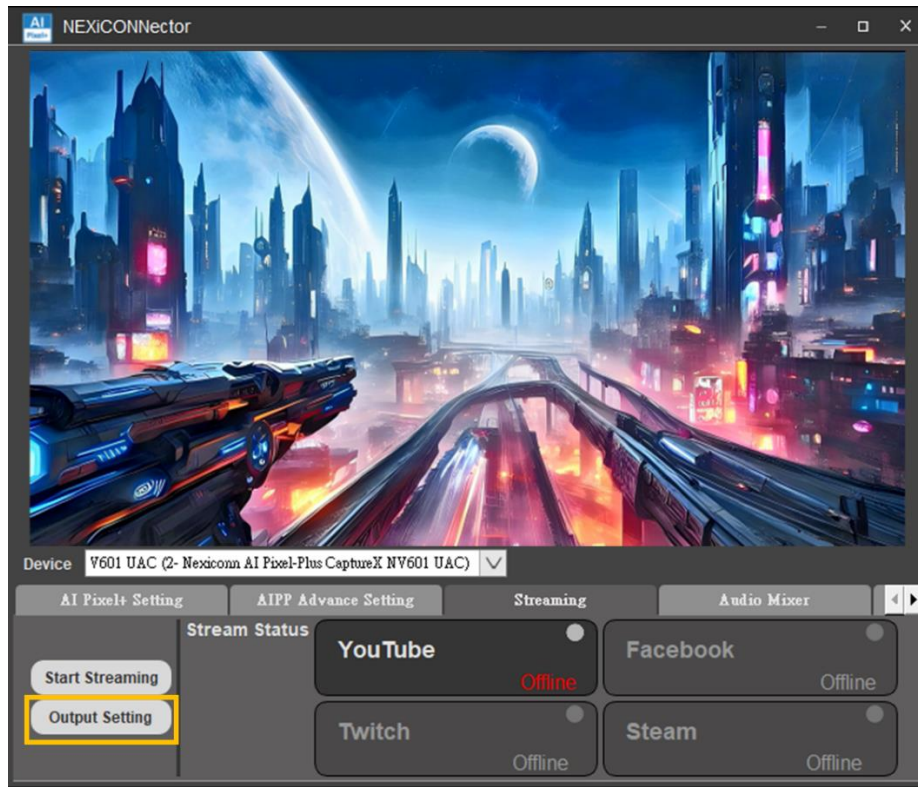 AI
Pixel+
NEXiCONNector
Device V601 UAC (2- Nexiconn AI Pixel-Plus CaptureX NV601 UAC)
AI Pixel+ Setting AIPP Advance Setting Streaming Audio Mixer
Stream Status
Start Streaming
Output Setting
YouTube
Offline
Facebook
Offline
Twitch
Offline
Steam
Offline